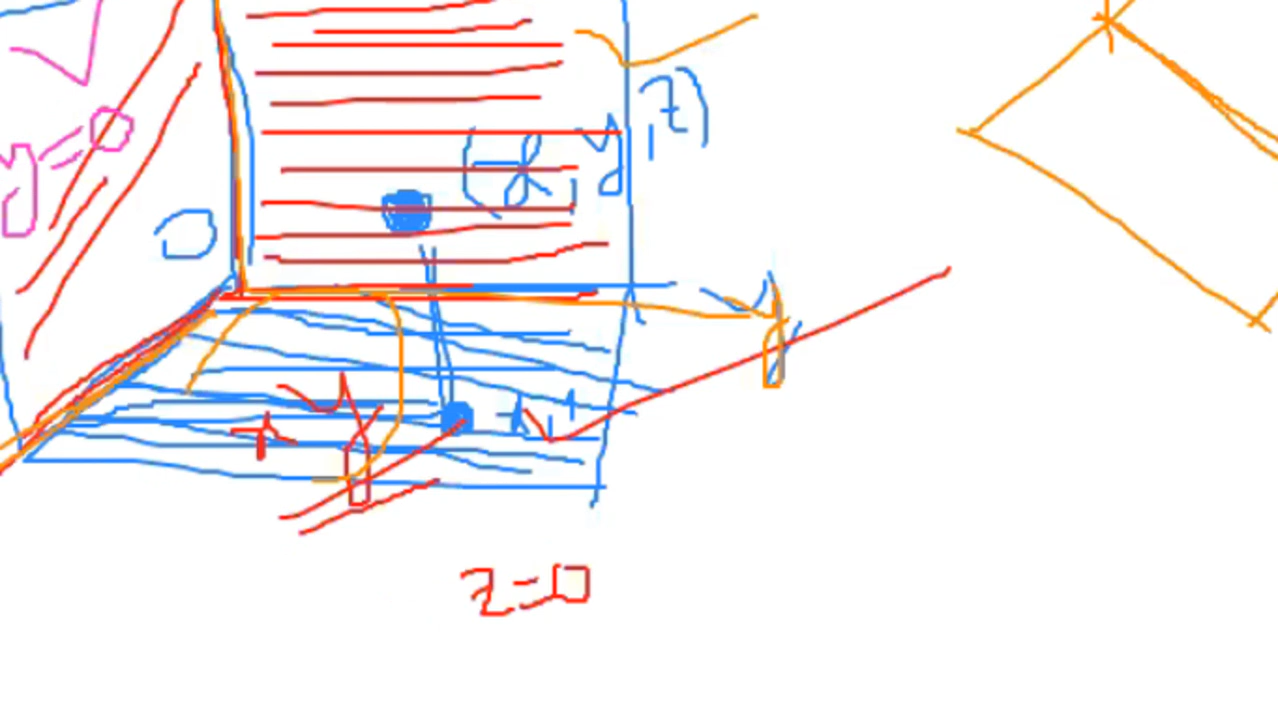 (x, y, z)
y = 0
O
y
x y
z = 0